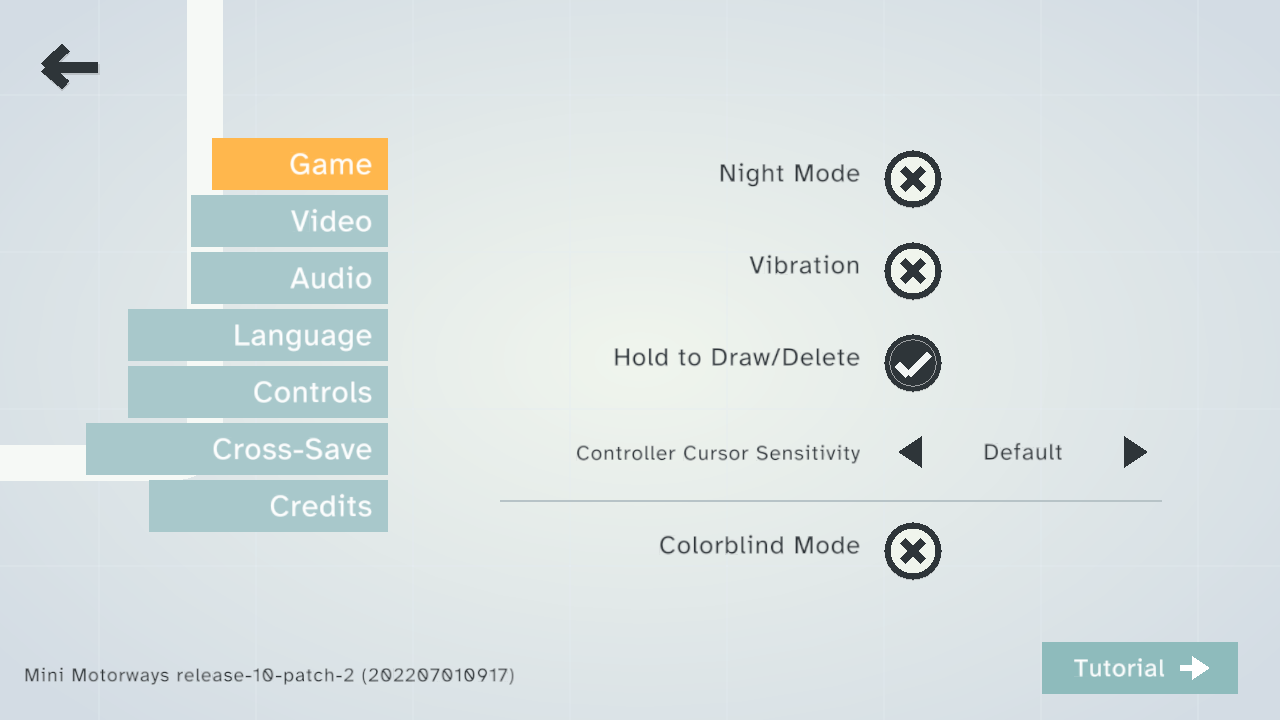 Game
Video
Audio
Language
Controls
Cross-Save
Credits
Night Mode
Vibration
Hold to Draw/Delete
Controller Cursor Sensitivity
Default
Colorblind Mode
Mini Motorways release-10-patch-2 (202207010917)
Tutorial